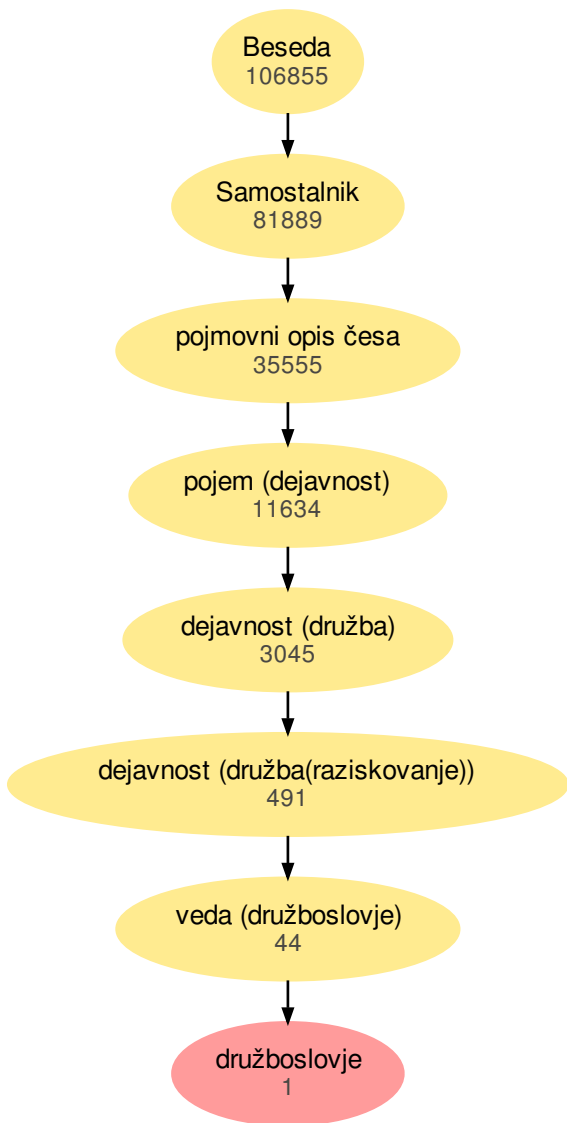 Beseda
106855
Samostalnik
81889
pojmovni opis česa
35555
pojem (dejavnost)
11634
dejavnost (družba)
3045
dejavnost (družba(raziskovanje))
491
veda (družboslovje)
44
družboslovje
1